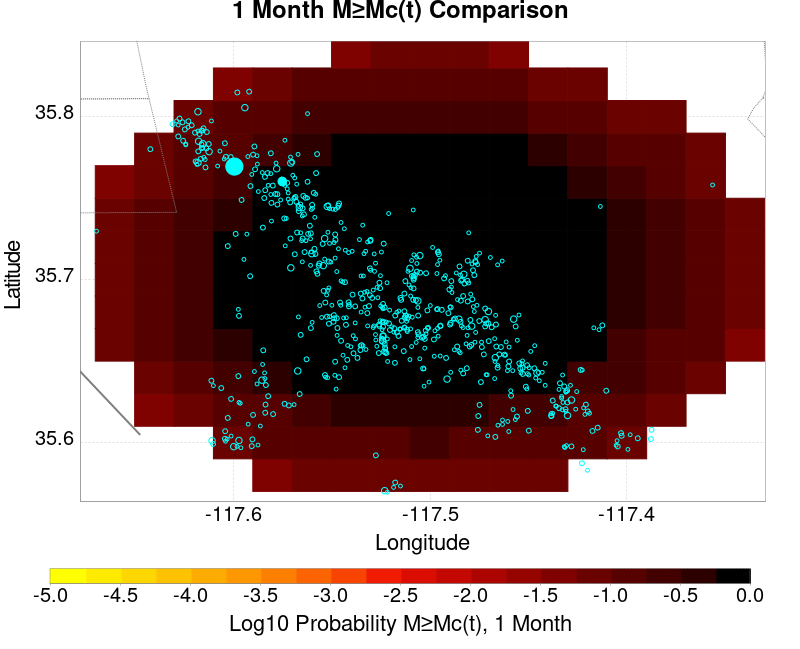 1 Month M≥Mc(t) Comparison
35.8
35.7
35.6
Latitude
-117.6 -117.5 -117.4
Longitude
-5.0 -4.5 -4.0 -3.5 -3.0 -2.5 -2.0 -1.5 -1.0 -0.5 0.0
Log10 Probability M≥Mc(t), 1 Month